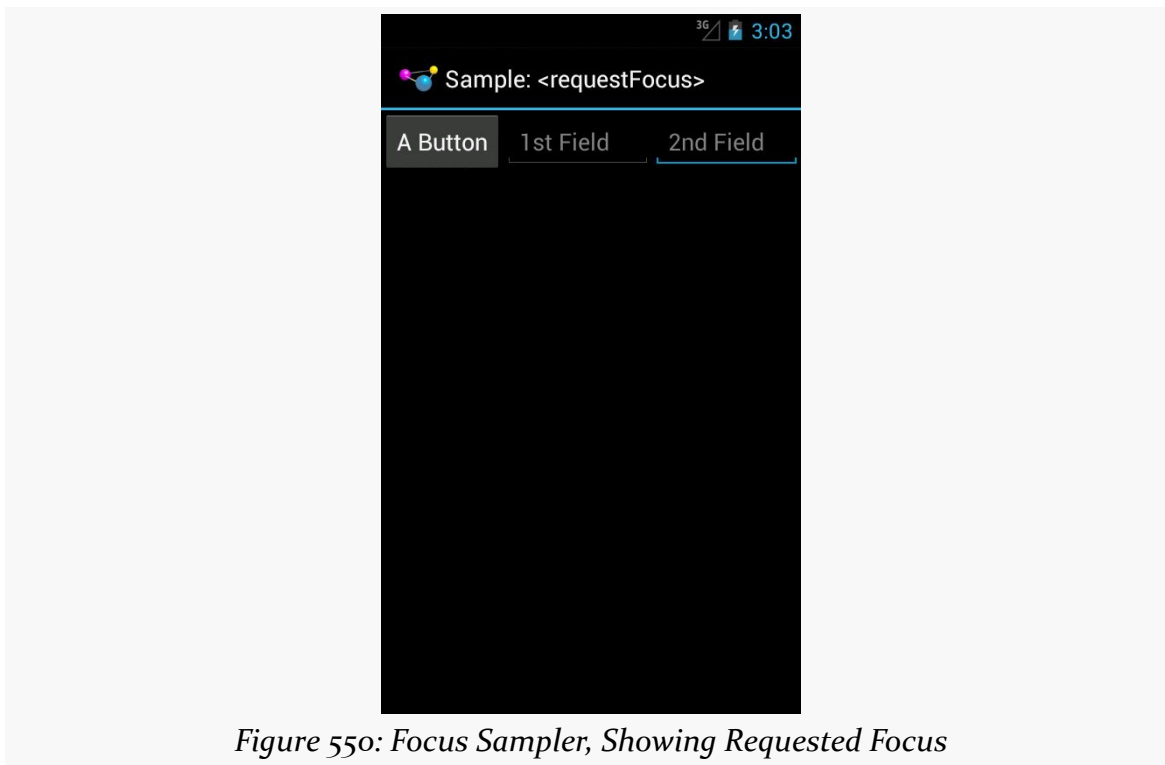 3G 3:03
Sample: <requestFocus>
A Button 1st Field 2nd Field
Figure 550: Focus Sampler, Showing Requested Focus